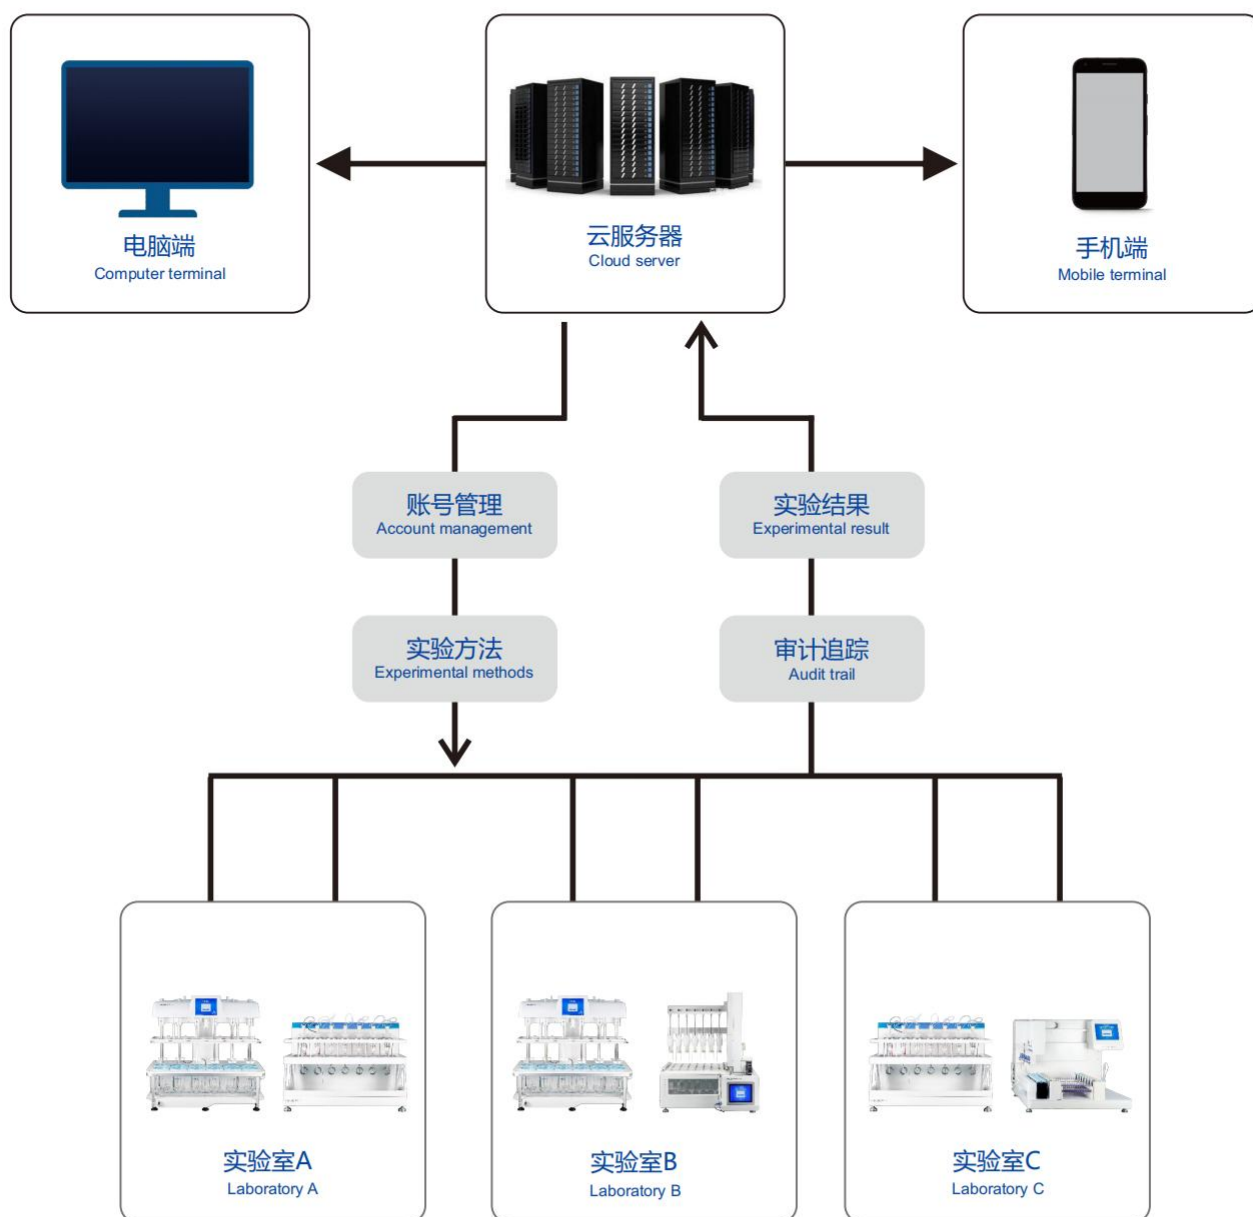 电脑端
Computer terminal
云服务器
Cloud server
手机端
Mobile terminal
账号管理
Account management
实验结果
Experimental result
实验方法
Experimental methods
审计追踪
Audit trail
实验室A
Laboratory A
实验室B
Laboratory B
实验室C
Laboratory C